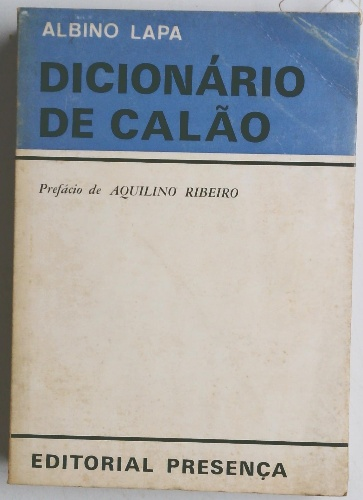 ALBINO LAPA
DICIONÁRIO
DE CALÃO
Prefácio de AQUILINO RIBEIRO
EDITORIAL PRESENÇA